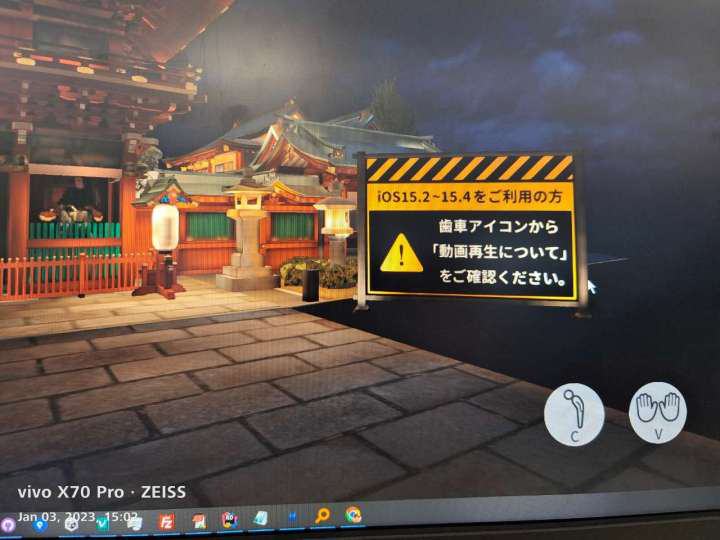 iOS15.2~15.4をご利用の方
歯車アイコンから
「動画再生について」
をご確認ください。
C
V
vivo X70 Pro · ZEISS
Jan 03, 2023, 15:02